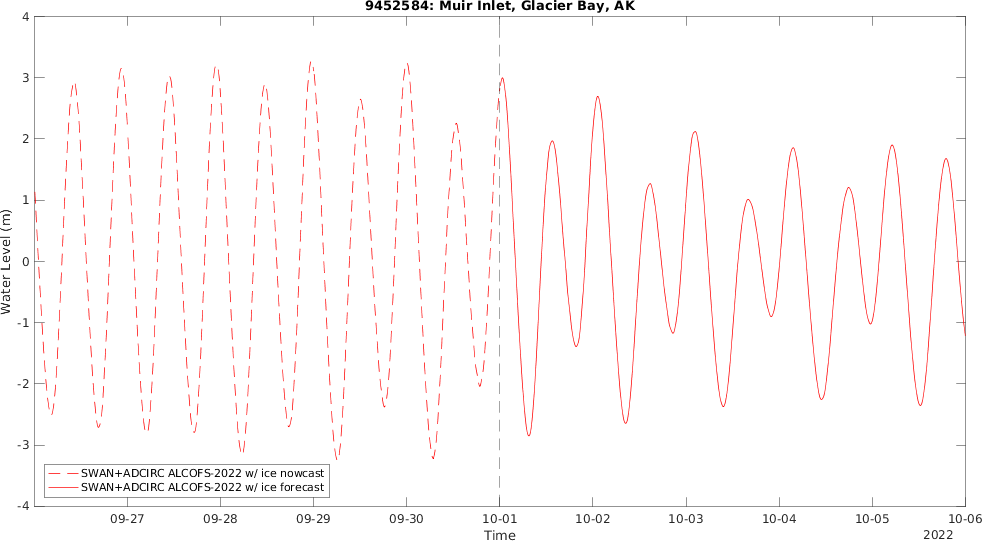 9452584: Muir Inlet, Glacier Bay, AK
4
3
2
1
0
-1
-2
-3
-4
Water Level (m)
SWAN+ADCIRC ALCOFS-2022 w/ ice nowcast
SWAN+ADCIRC ALCOFS-2022 w/ ice forecast
09-27 09-28 09-29 09-30 10-01 10-02 10-03 10-04 10-05 10-06
Time
2022